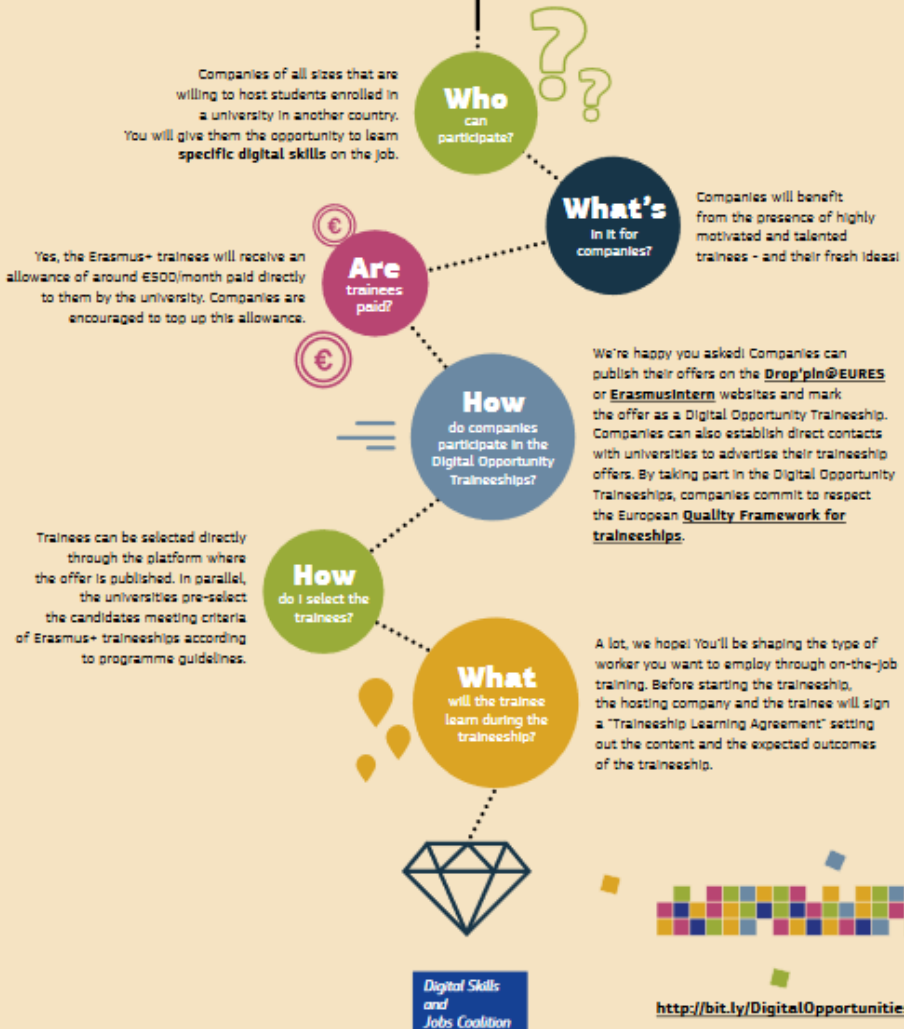 Who
can
participate?
Companies of all sizes that are
willing to host students enrolled in
a university in another country.
You will give them the opportunity to learn
specific digital skills on the job.
What's
in it for
companies?
Companies will benefit
from the presence of highly
motivated and talented
trainees - and their fresh ideas!
Are
trainees
paid?
Yes, the Erasmus+ trainees will receive an
allowance of around €500/month paid directly
to them by the university. Companies are
encouraged to top up this allowance.
How
do companies
participate in the
Digital Opportunity
Traineeships?
We're happy you asked! Companies can
publish their offers on the Drop'pin@EURES
or ErasmusIntern websites and mark
the offer as a Digital Opportunity Traineeship.
Companies can also establish direct contacts
with universities to advertise their traineeship
offers. By taking part in the Digital Opportunity
Traineeships, companies commit to respect
the European Quality Framework for
traineeships.
How
do I select the
trainees?
Trainees can be selected directly
through the platform where
the offer is published. In parallel,
the universities pre-select
the candidates meeting criteria
of Erasmus+ traineeships according
to programme guidelines.
What
will the trainee
learn during the
traineeship?
A lot, we hope! You'll be shaping the type of
worker you want to employ through on-the-job
training. Before starting the traineeship,
the hosting company and the trainee will sign
a "Traineeship Learning Agreement" setting
out the content and the expected outcomes
of the traineeship.
Digital Skills
and
Jobs Coalition
http://bit.ly/DigitalOpportunities